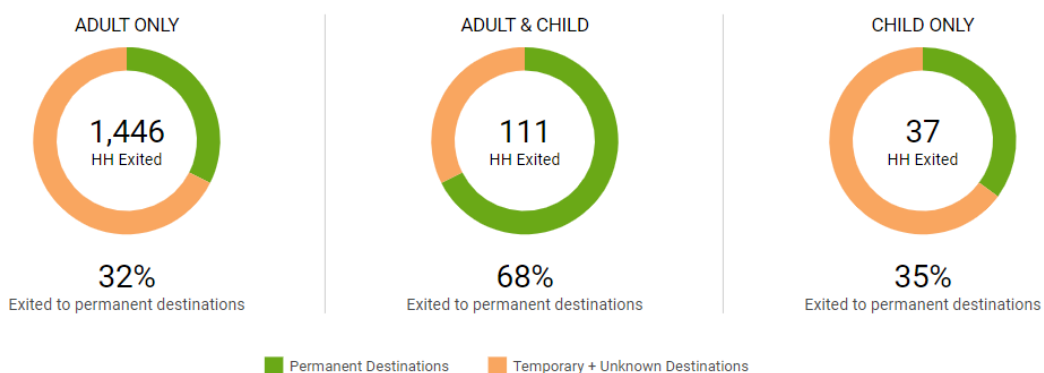 ADULT ONLY
1,446
HH Exited
32%
Exited to permanent destinations
ADULT & CHILD
111
HH Exited
68%
Exited to permanent destinations
CHILD ONLY
37
HH Exited
35%
Exited to permanent destinations
Permanent Destinations
Temporary + Unknown Destinations